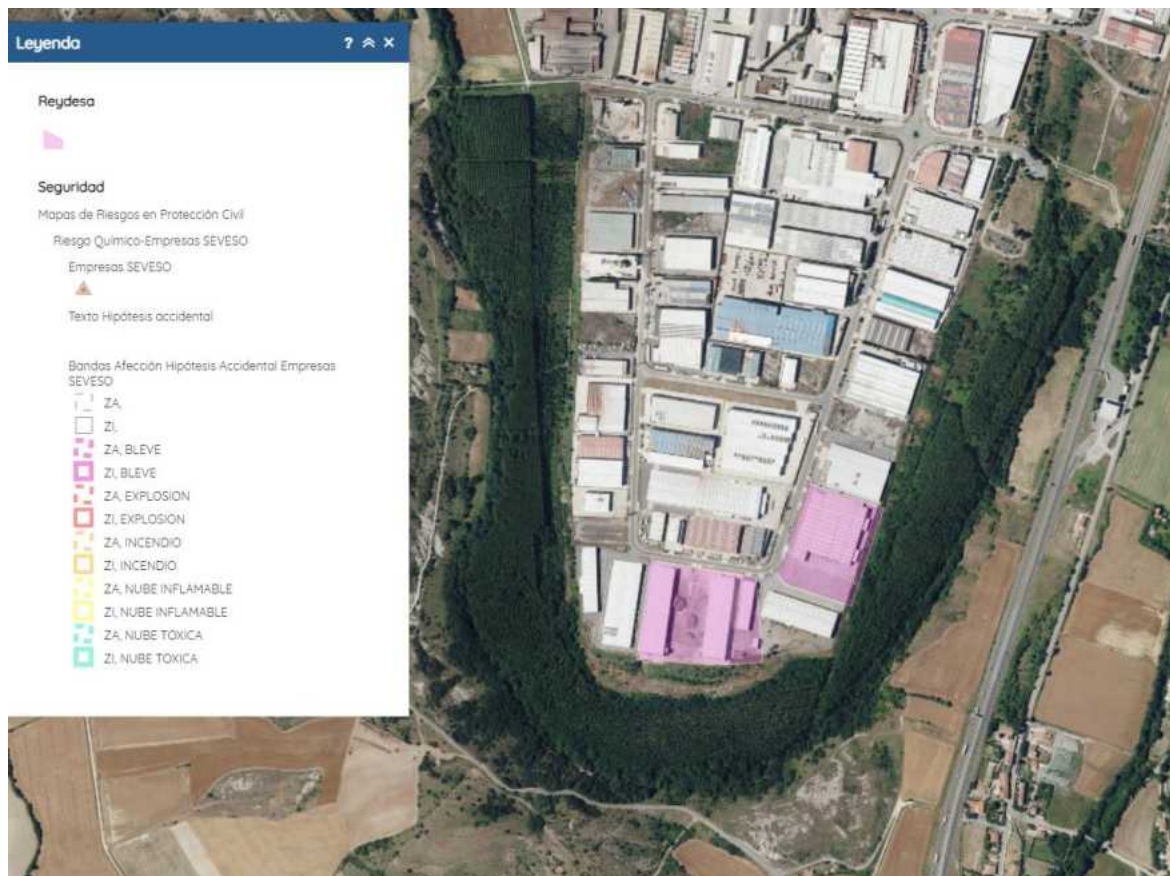 Leyenda ? ×
Reydesa
Seguridad
Mapas de Riesgos en Protección Civil
Riesgo Químico-Empresas SEVESO
Empresas SEVESO
Texto Hipótesis accidental
Bandas Afección Hipótesis Accidental Empresas
SEVESO
ZA,
ZI,
ZA, BLEVE
ZI, BLEVE
ZA, EXPLOSION
ZI, EXPLOSION
ZA, INCENDIO
ZI, INCENDIO
ZA, NUBE INFLAMABLE
ZI, NUBE INFLAMABLE
ZA, NUBE TOXICA
ZI, NUBE TOXICA